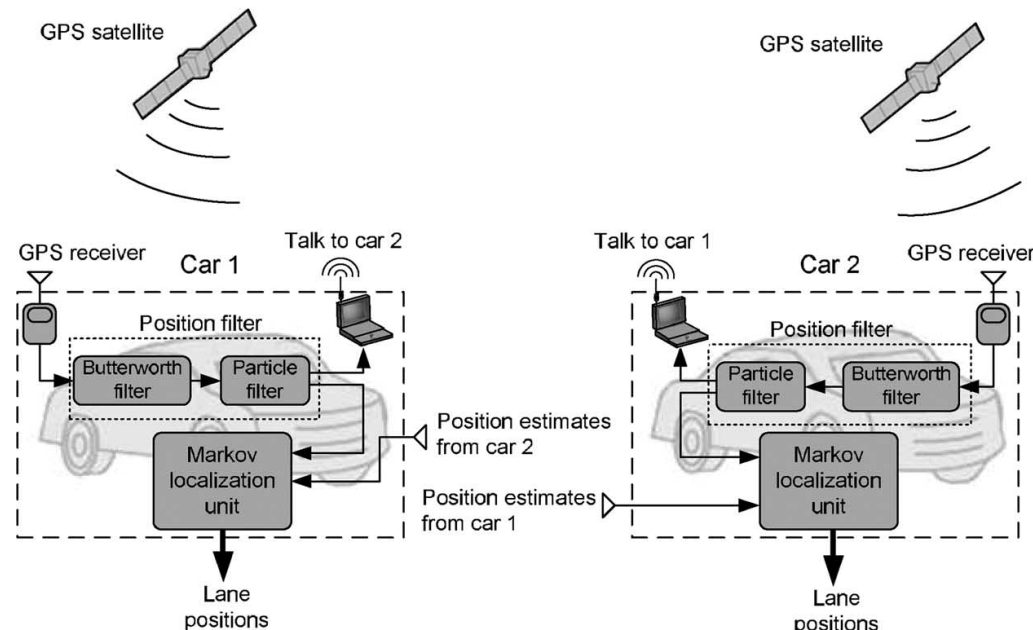 GPS satellite
GPS satellite
GPS receiver
Talk to car 2
Car 1
Position filter
Butterworth
filter
Particle
filter
Markov
localization
unit
Position estimates
from car 2
Lane
positions
Talk to car 1
Car 2
GPS receiver
Position filter
Particle
filter
Butterworth
filter
Markov
localization
unit
Position estimates
from car 1
Lane
positions